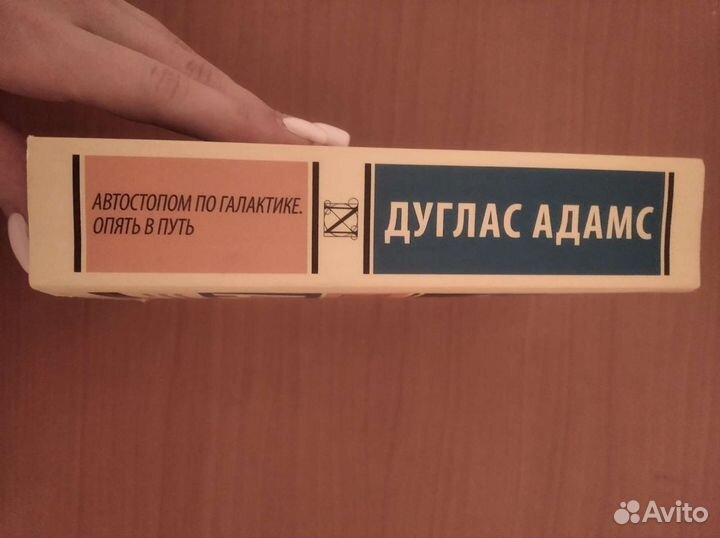 АВТОСТОПОМ ПО ГАЛАКТИКЕ.
ОПЯТЬ В ПУТЬ
ДУГЛАС АДАМС
Avito